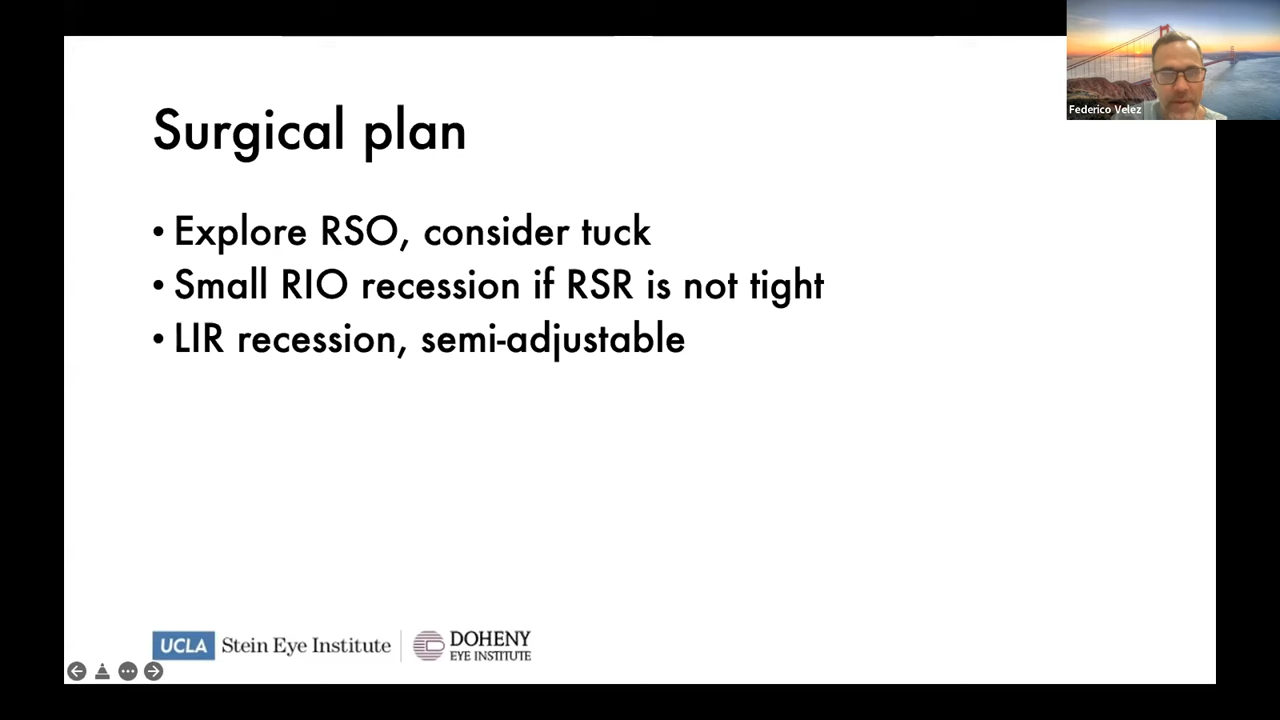 Federico Velez
Surgical plan
• Explore RSO, consider tuck
• Small RIO recession if RSR is not tight
• LIR recession, semi-adjustable
UCLA Stein Eye Institute
DOHENY
EYE INSTITUTE